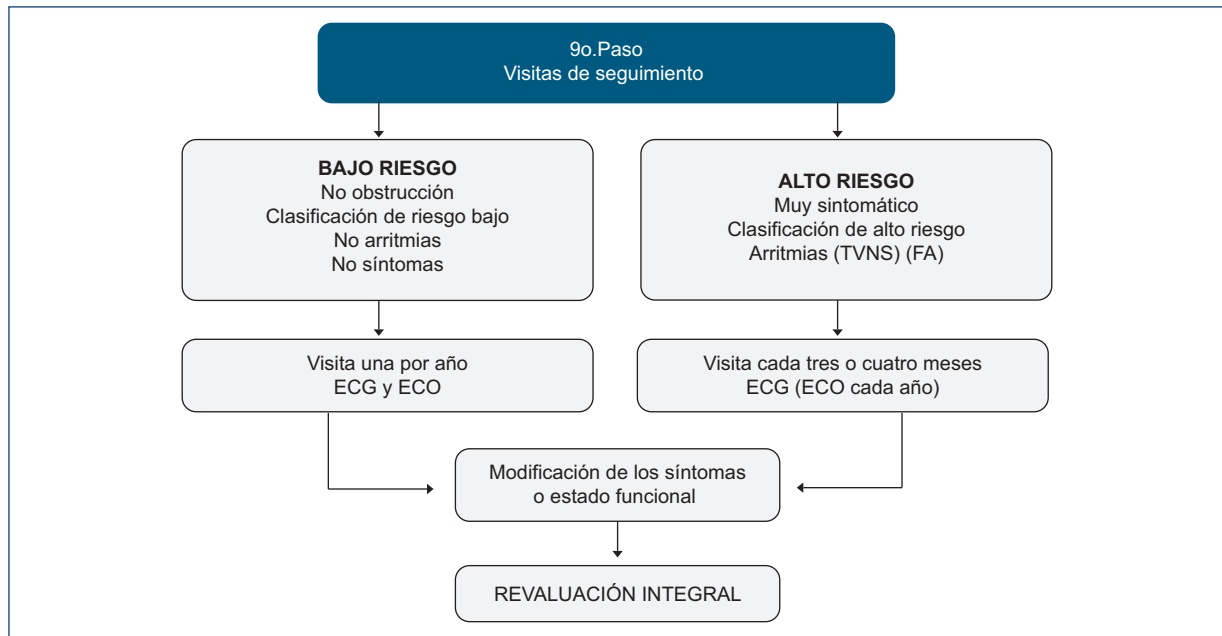 9o.Paso
Visitas de seguimiento
BAJO RIESGO
No obstrucción
Clasificación de riesgo bajo
No arritmias
No síntomas
ALTO RIESGO
Muy sintomático
Clasificación de alto riesgo
Arritmias (TVNS) (FA)
Visita una por año
ECG y ECO
Visita cada tres o cuatro meses
ECG (ECO cada año)
Modificación de los síntomas
o estado funcional
REVALUACIÓN INTEGRAL